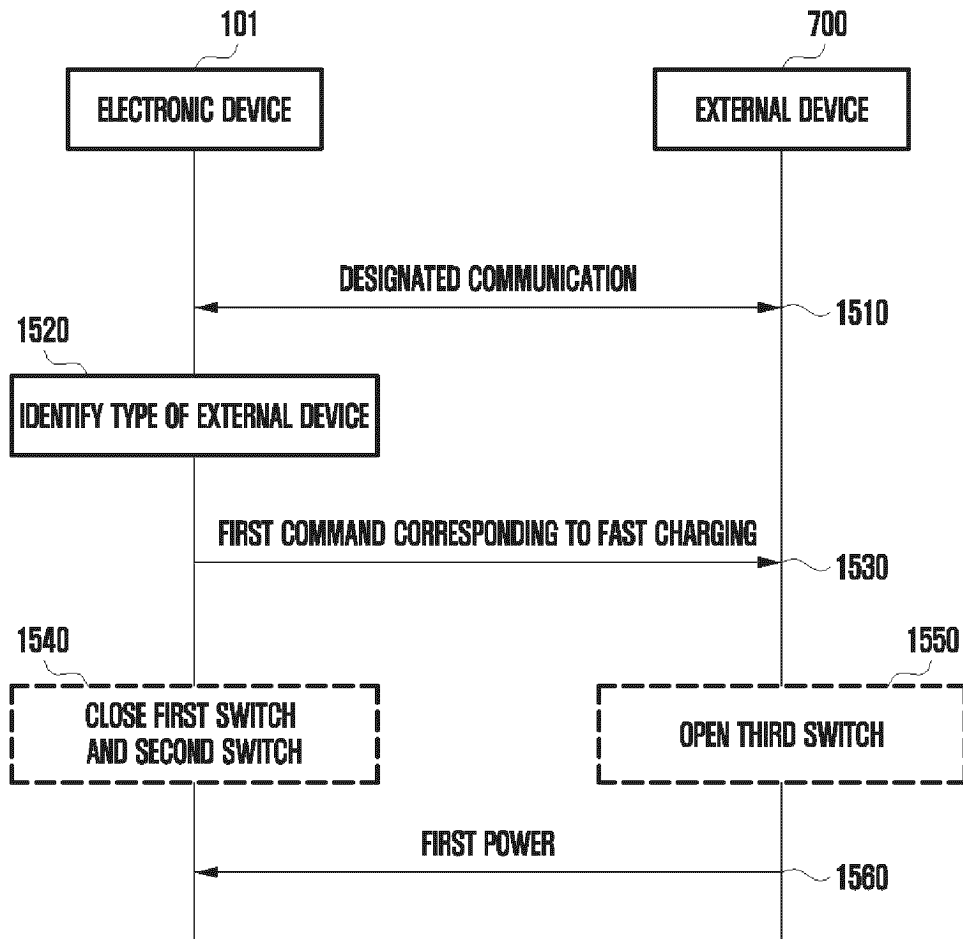 101
700
ELECTRONIC DEVICE
EXTERNAL DEVICE
DESIGNATED COMMUNICATION
1510
1520
IDENTIFY TYPE OF EXTERNAL DEVICE
FIRST COMMAND CORRESPONDING TO FAST CHARGING
1530
1540
1550
CLOSE FIRST SWITCH
AND SECOND SWITCH
OPEN THIRD SWITCH
FIRST POWER
1560